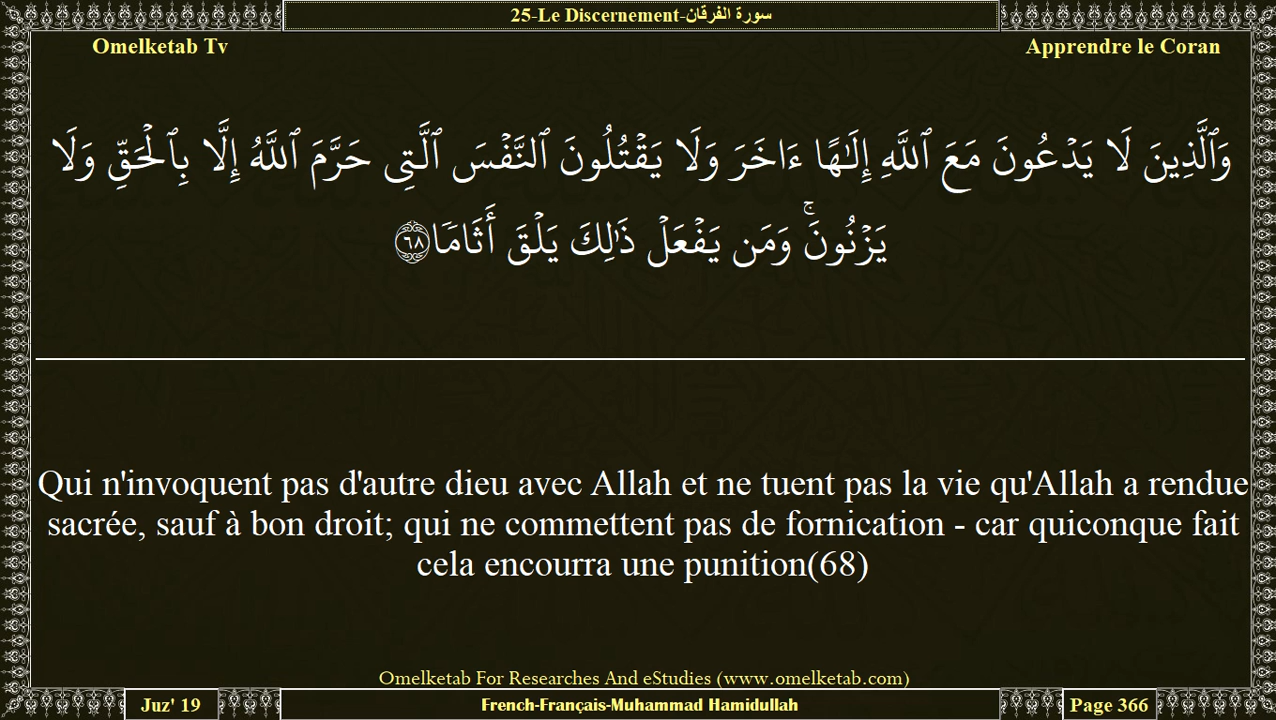 25-Le Discernement-سورة الفرقان
Omelketab Tv
Apprendre le Coran
وَٱلَّذِينَ لَا يَدۡعُونَ مَعَ ٱللَّهِ إِلَـٰهًا ءَاخَرَ وَلَا يَقۡتُلُونَ ٱلنَّفۡسَ ٱلَّتِى حَرَّمَ ٱللَّهُ إِلَّا بِٱلۡحَقِّ وَلَا
يَزۡنُونَ‌ۚ وَمَن يَفۡعَلۡ ذَٲلِكَ يَلۡقَ أَثَامً۬ا ﴿٦٨﴾
Qui n'invoquent pas d'autre dieu avec Allah et ne tuent pas la vie qu'Allah a rendue
sacrée, sauf à bon droit; qui ne commettent pas de fornication - car quiconque fait
cela encourra une punition(68)
Omelketab For Researches And eStudies (www.omelketab.com)
Juz' 19
French-Français-Muhammad Hamidullah
Page 366